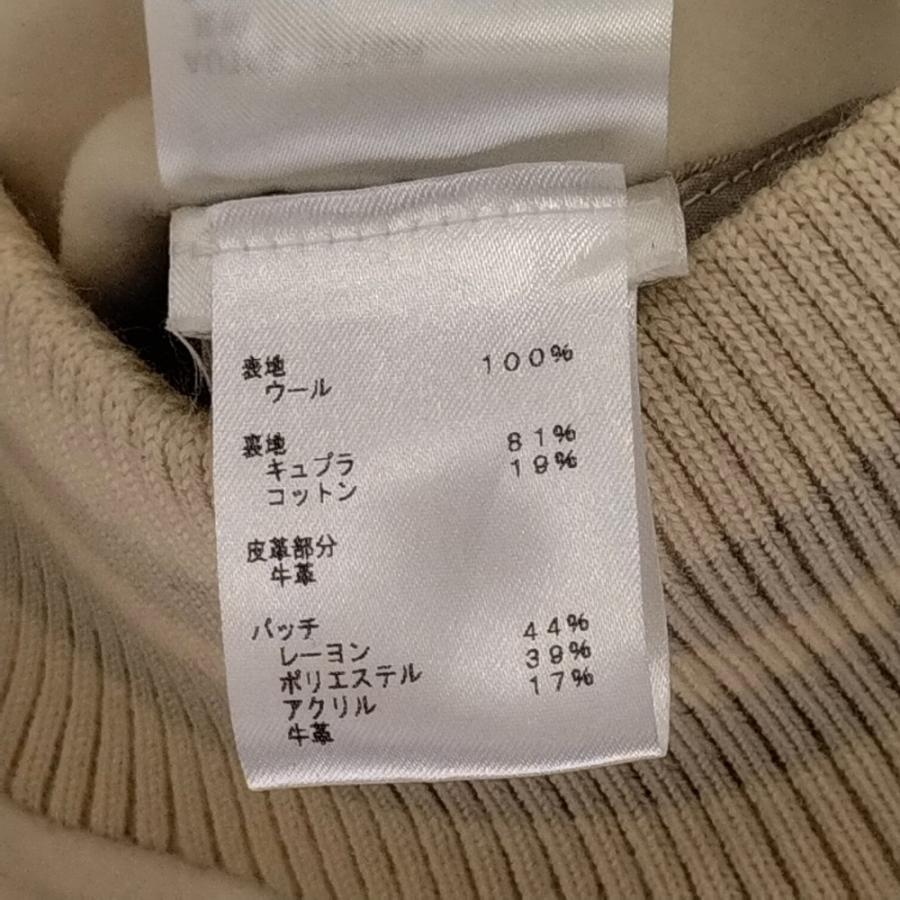 表地 100%
ウール
裏地 81%
キュプラ 19%
コットン
皮革部分
牛革
パッチ 44%
レーヨン 39%
ポリエステル 17%
アクリル
牛革